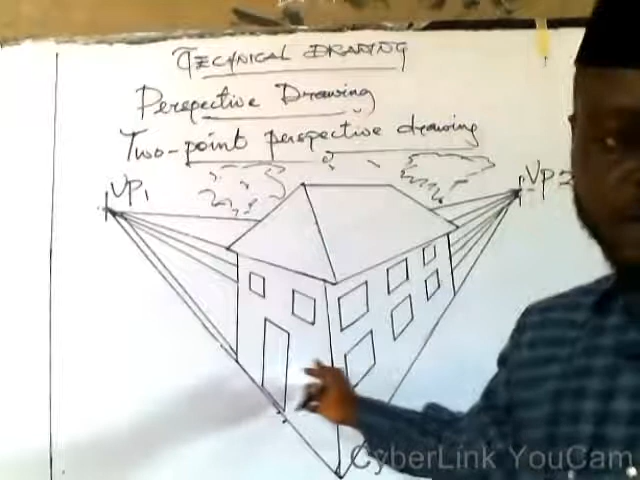 TECHNICAL DRAWING
Perspective Drawing
Two-point perspective drawing
VP1
VP2
CyberLink YouCam